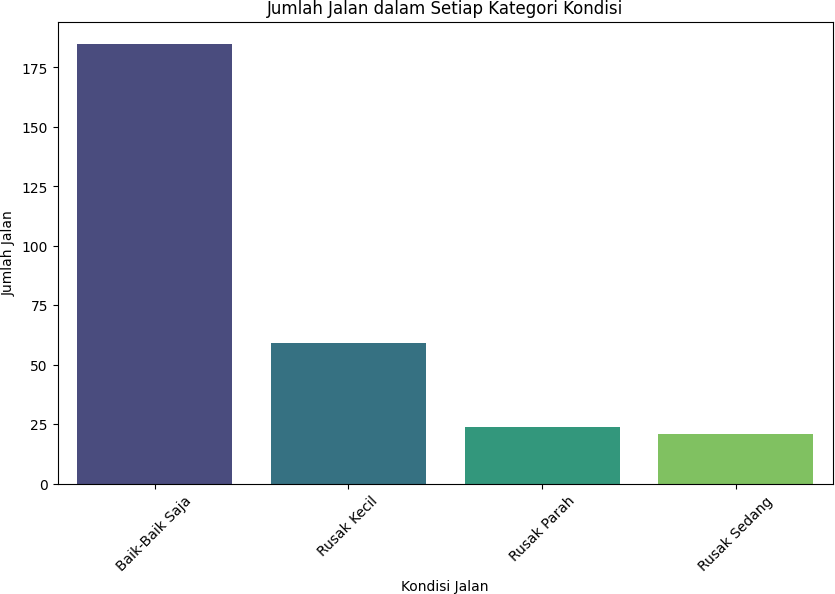 Jumlah Jalan dalam Setiap Kategori Kondisi
Jumlah Jalan
175
150
125
100
75
50
25
0
Baik-Baik Saja
Rusak Kecil
Rusak Parah
Rusak Sedang
Kondisi Jalan